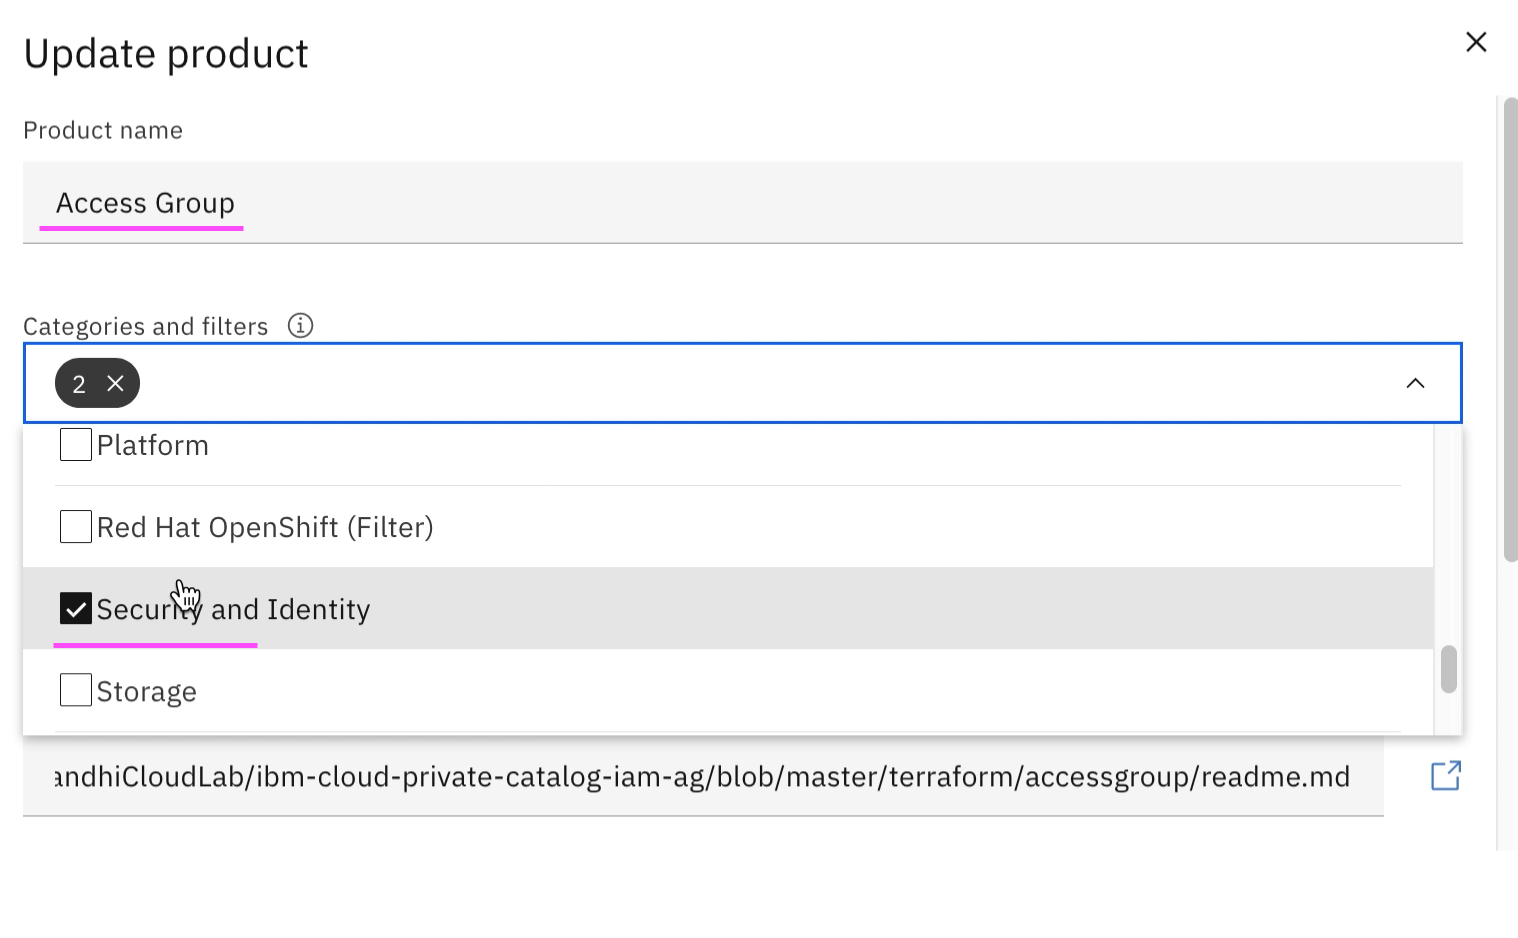 Update product
Product name
Access Group
Categories and filters
2
Platform
Red Hat OpenShift (Filter)
Security and Identity
Storage
andhiCloudLab/ibm-cloud-private-catalog-iam-ag/blob/master/terraform/accessgroup/readme.md